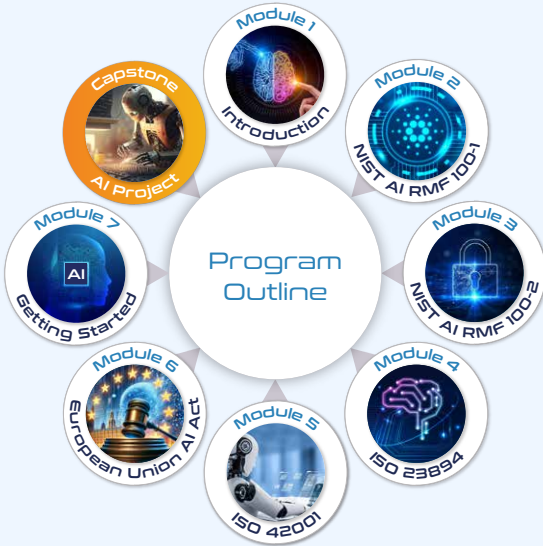 Program
Outline
Module 1
Introduction
Module 2
NIST AI RMF 100-1
Module 3
NIST AI RMF 100-2
Module 4
ISO 23894
Module 5
ISO 42001
Module 6
European Union AI Act
Module 7
AI
Getting Started
Capstone
AI Project